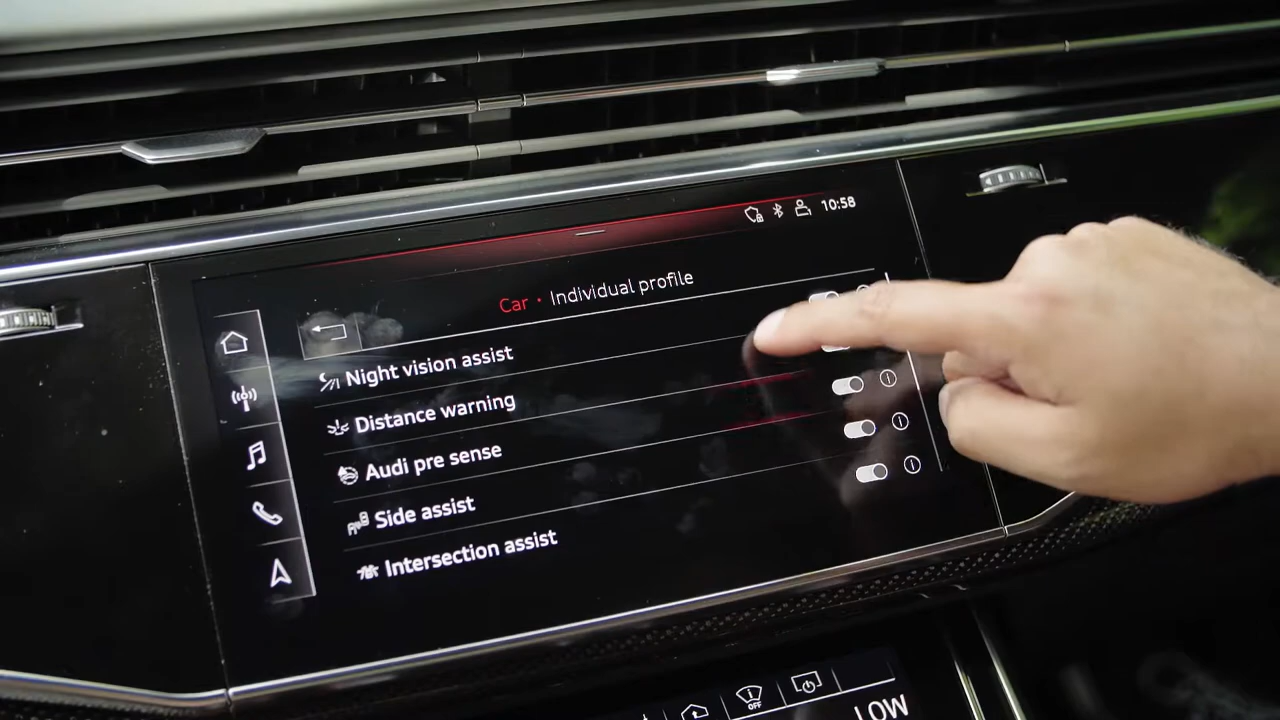 10:58
Car · Individual profile
Night vision assist
Distance warning
Audi pre sense
Side assist
Intersection assist
OFF
LOW